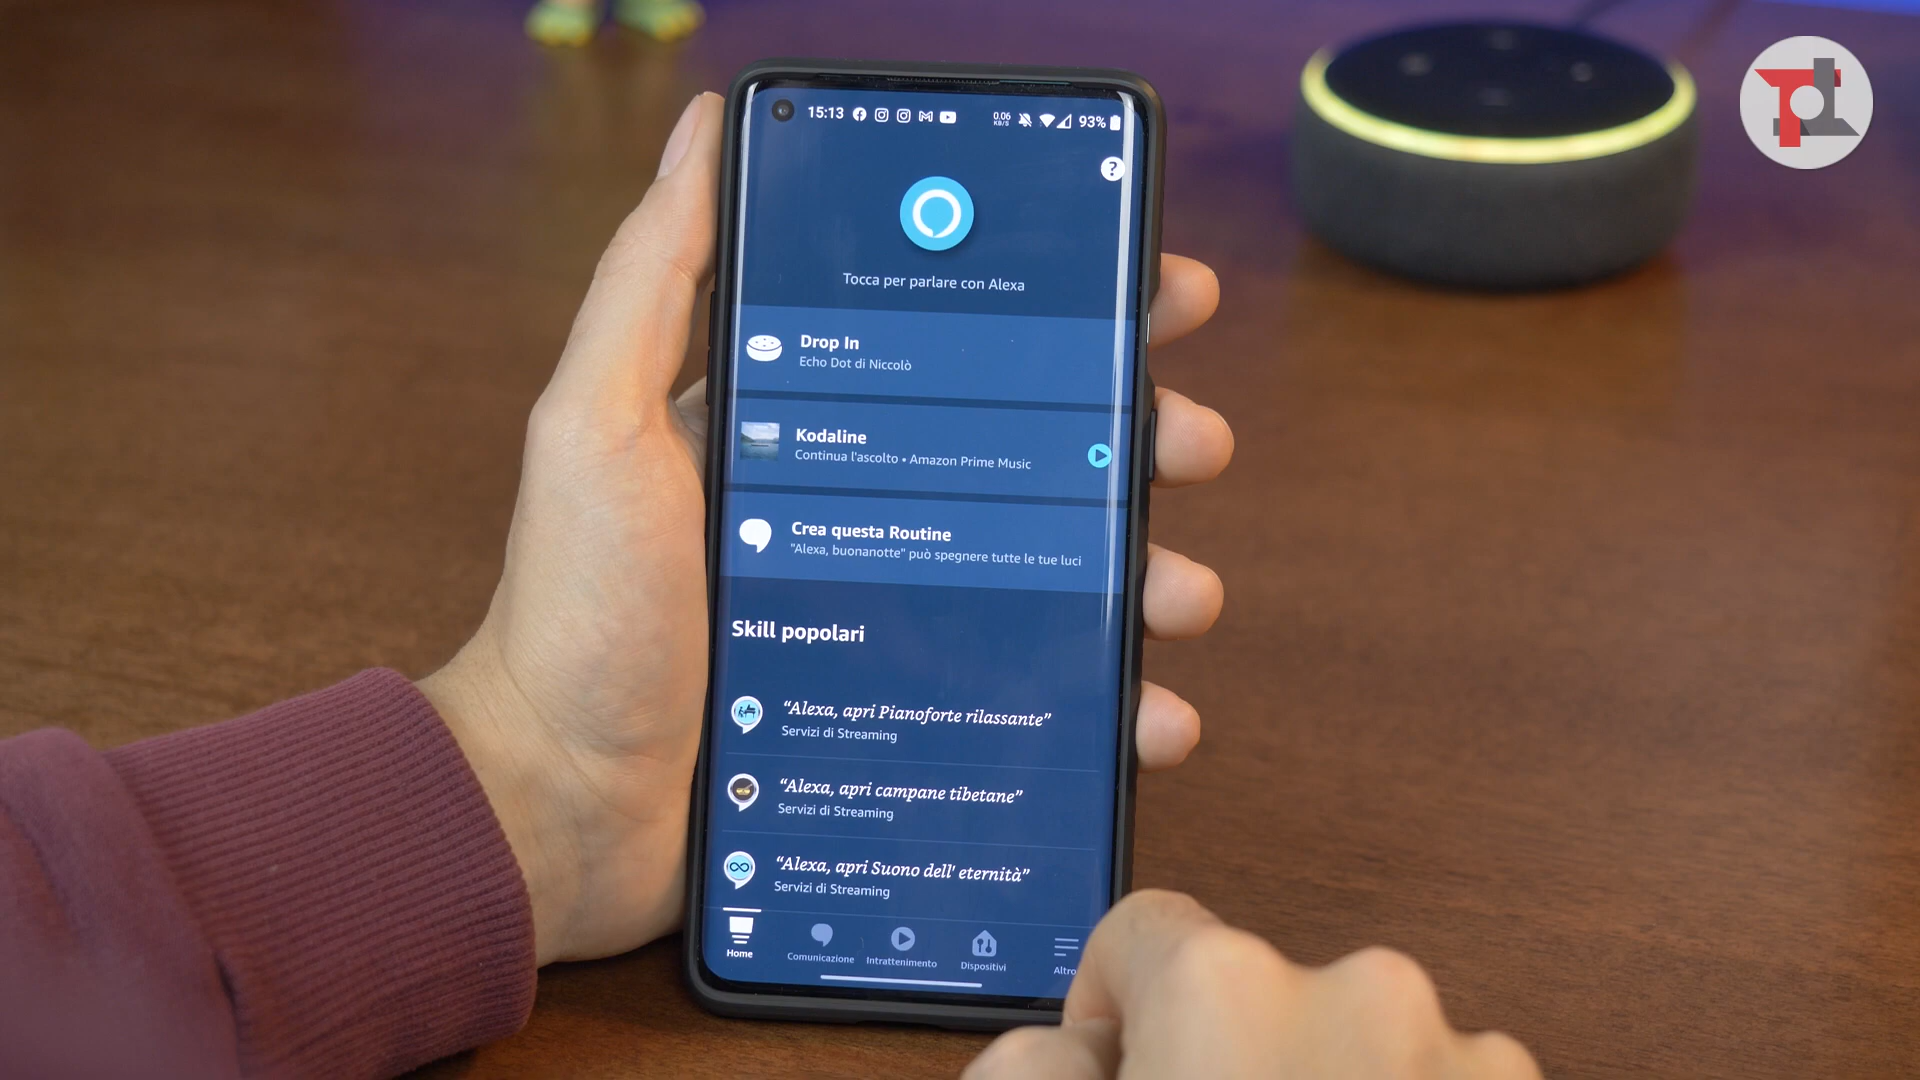 15:13
0.06
KB/S
93%
?
Tocca per parlare con Alexa
Drop In
Echo Dot di Niccolò
Kodaline
Continua l'ascolto • Amazon Prime Music
Crea questa Routine
"Alexa, buonanotte" può spegnere tutte le tue luci
Skill popolari
“Alexa, apri Pianoforte rilassante”
Servizi di Streaming
“Alexa, apri campane tibetane”
Servizi di Streaming
“Alexa, apri Suono dell' eternità”
Servizi di Streaming
Home
Comunicazione
Intrattenimento
Dispositivi
Altro